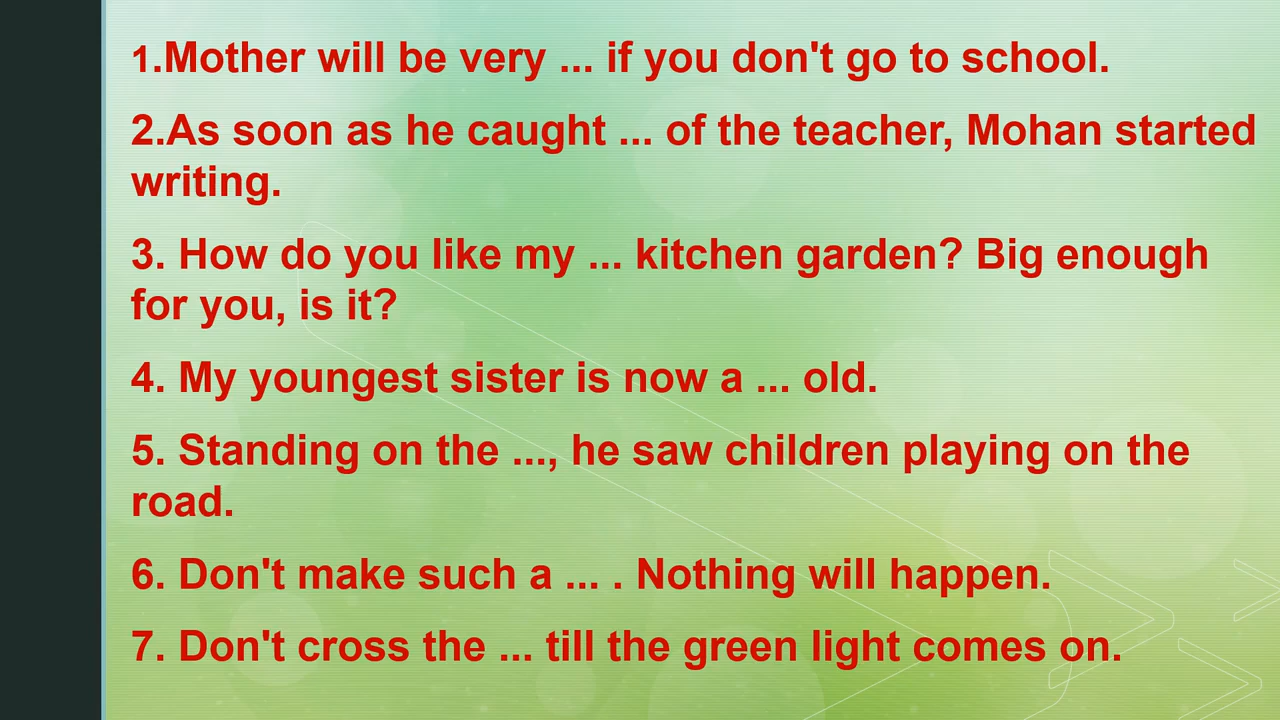 1.Mother will be very ... if you don't go to school.
2.As soon as he caught ... of the teacher, Mohan started
writing.
3. How do you like my ... kitchen garden? Big enough
for you, is it?
4. My youngest sister is now a ... old.
5. Standing on the ..., he saw children playing on the
road.
6. Don't make such a ... . Nothing will happen.
7. Don't cross the ... till the green light comes on.